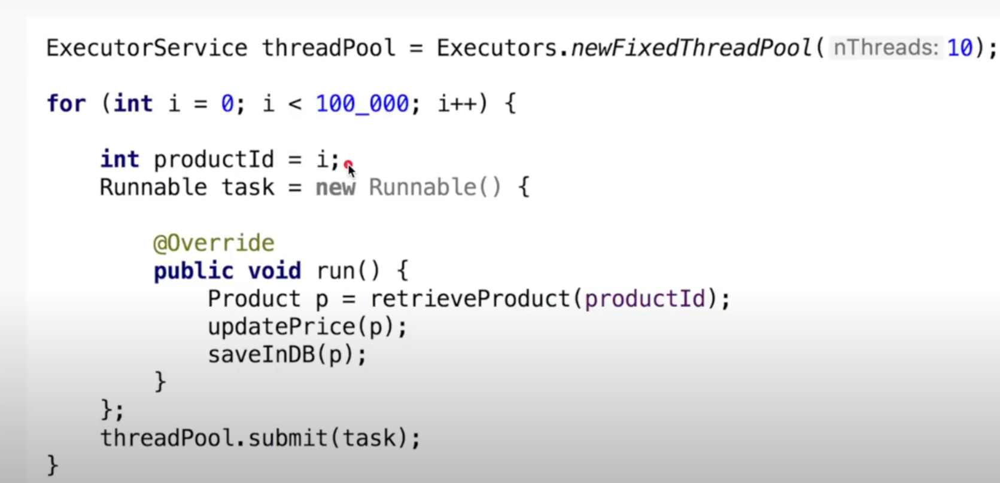 ExecutorService threadPool = Executors.newFixedThreadPool( nThreads: 10);
for (int i = 0; i < 100_000; i++) {
int productId = i;
Runnable task = new Runnable() {
@Override
public void run() {
Product p = retrieveProduct(productId);
updatePrice(p);
saveInDB(p);
}
};
threadPool.submit(task);
}